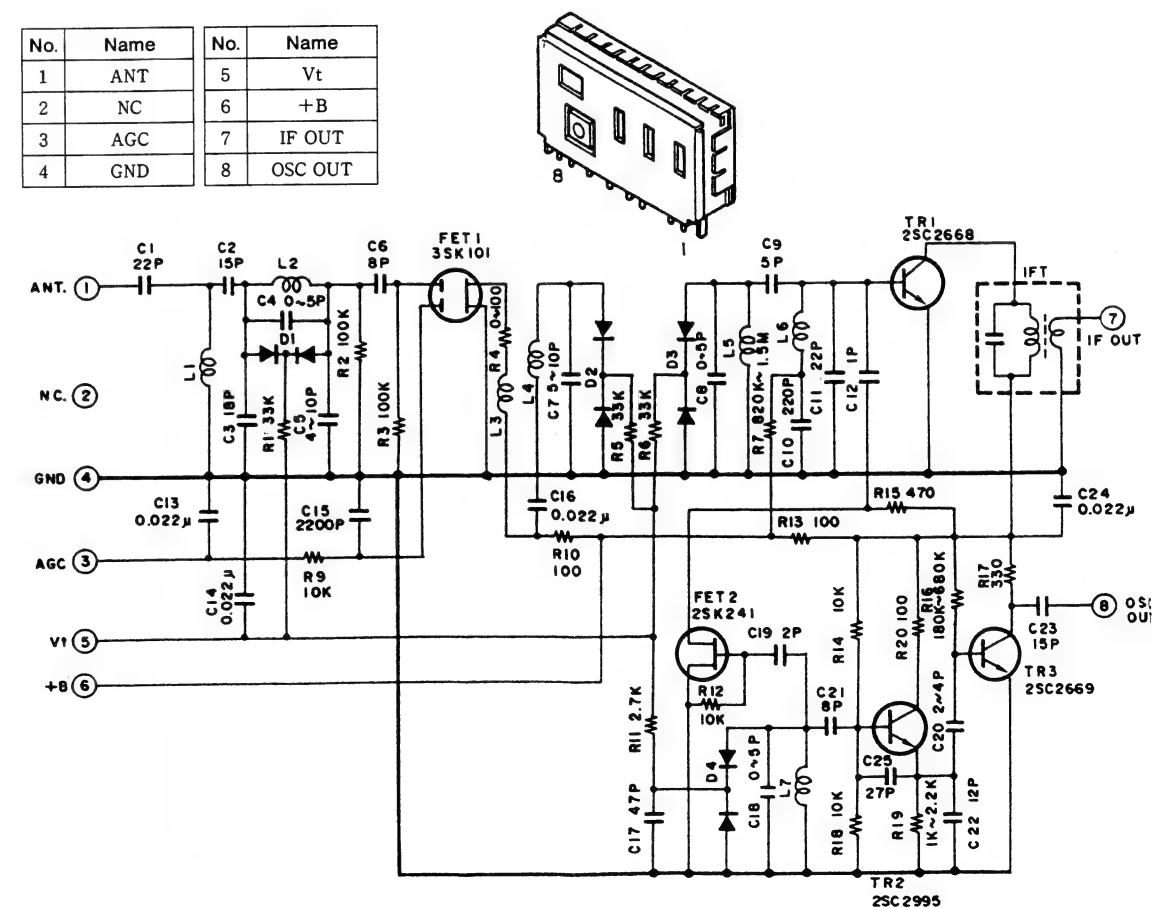 No. Name No. Name
1 ANT 5 Vt
2 NC 6 +B
3 AGC 7 IF OUT
4 GND 8 OSC OUT
8
1
TR1
2SC2668
C1
22P
C2
15P
L2
C6
8P
FET1
3SK101
C9
5P
IFT
ANT. 1
C4
0~5P
D1
R2 100K
0~100
R4
7
IF OUT
L1
L3
L4
C7 5~10P
D2
D3
C8 0~5P
L5
L6
C11 22P
C12 1P
NC. 2
C3 18P
R1 33K
C5
4~10P
R3 100K
R5 33K
R6 33K
R7 820K~1.5M
C10 220P
GND 4
C13
0.022μ
C15
2200P
C16
0.022μ
R15 470
C24
0.022μ
R13 100
AGC 3
R9
10K
R10
100
C14
0.022μ
FET2
2SK241
R14 10K
R20 100
R16
180K~680K
R17
330
8 OS
OU
C23
15P
Vt 5
C19 2P
+B 6
R12
10K
C21
8P
TR3
2SC2669
R11 2.7K
D4
C18 0~5P
L7
C20 2~4P
C25
27P
C17 47P
R18 10K
R19
1K~2.2K
C22 12P
TR2
2SC2995